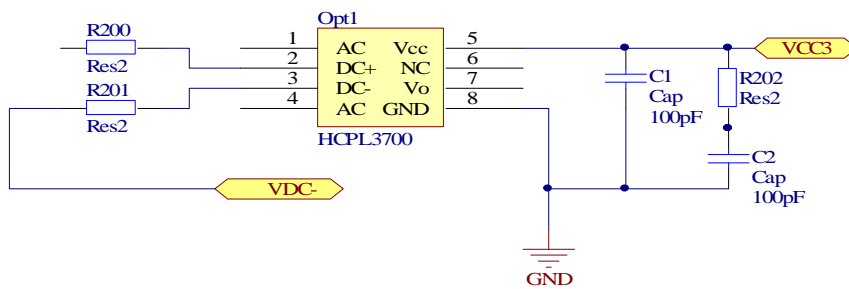 Opt1
R200
Res2
R201
Res2
1 AC Vcc 5
2 DC+ NC 6
3 DC- Vo 7
4 AC GND 8
HCPL3700
VCC3
C1
Cap
100pF
R202
Res2
C2
Cap
100pF
VDC-
GND